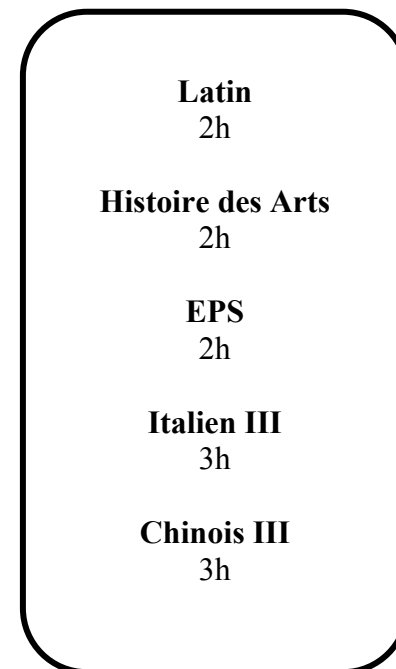 Latin
2h
Histoire des Arts
2h
EPS
2h
Italien III
3h
Chinois III
3h